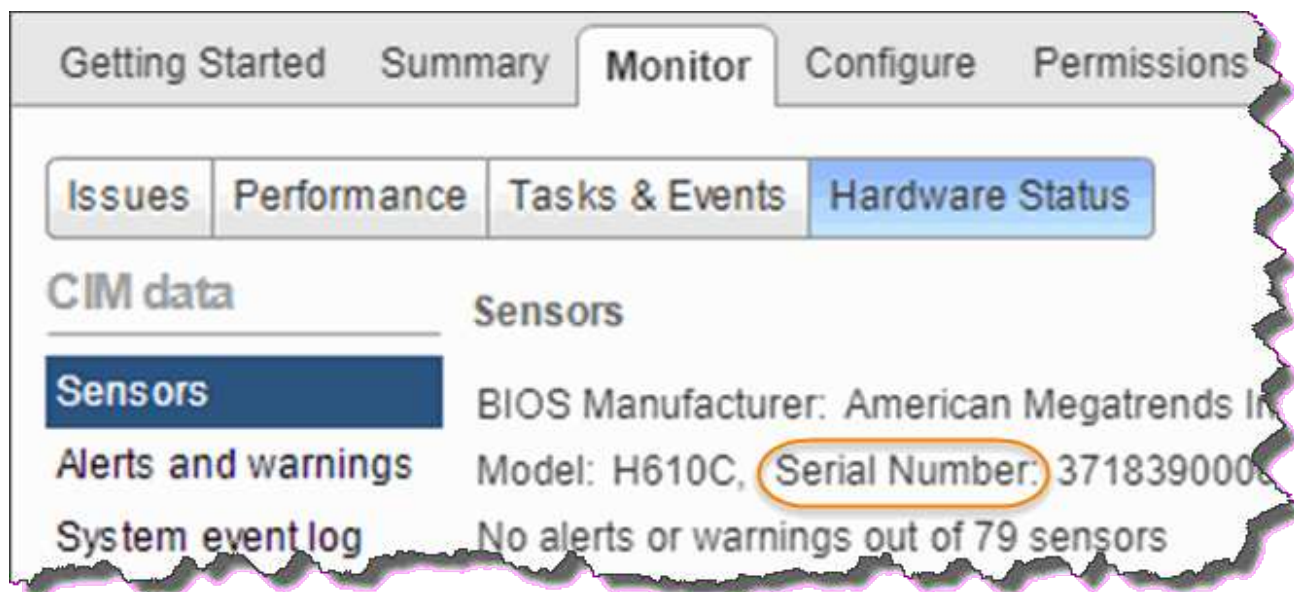 Getting Started Summary Monitor Configure Permissions
Issues Performance Tasks & Events Hardware Status
CIM data
Sensors
Sensors
Alerts and warnings
System event log
BIOS Manufacturer: American Megatrends
Model: H610C, Serial Number: 371839000
No alerts or warnings out of 79 sensors